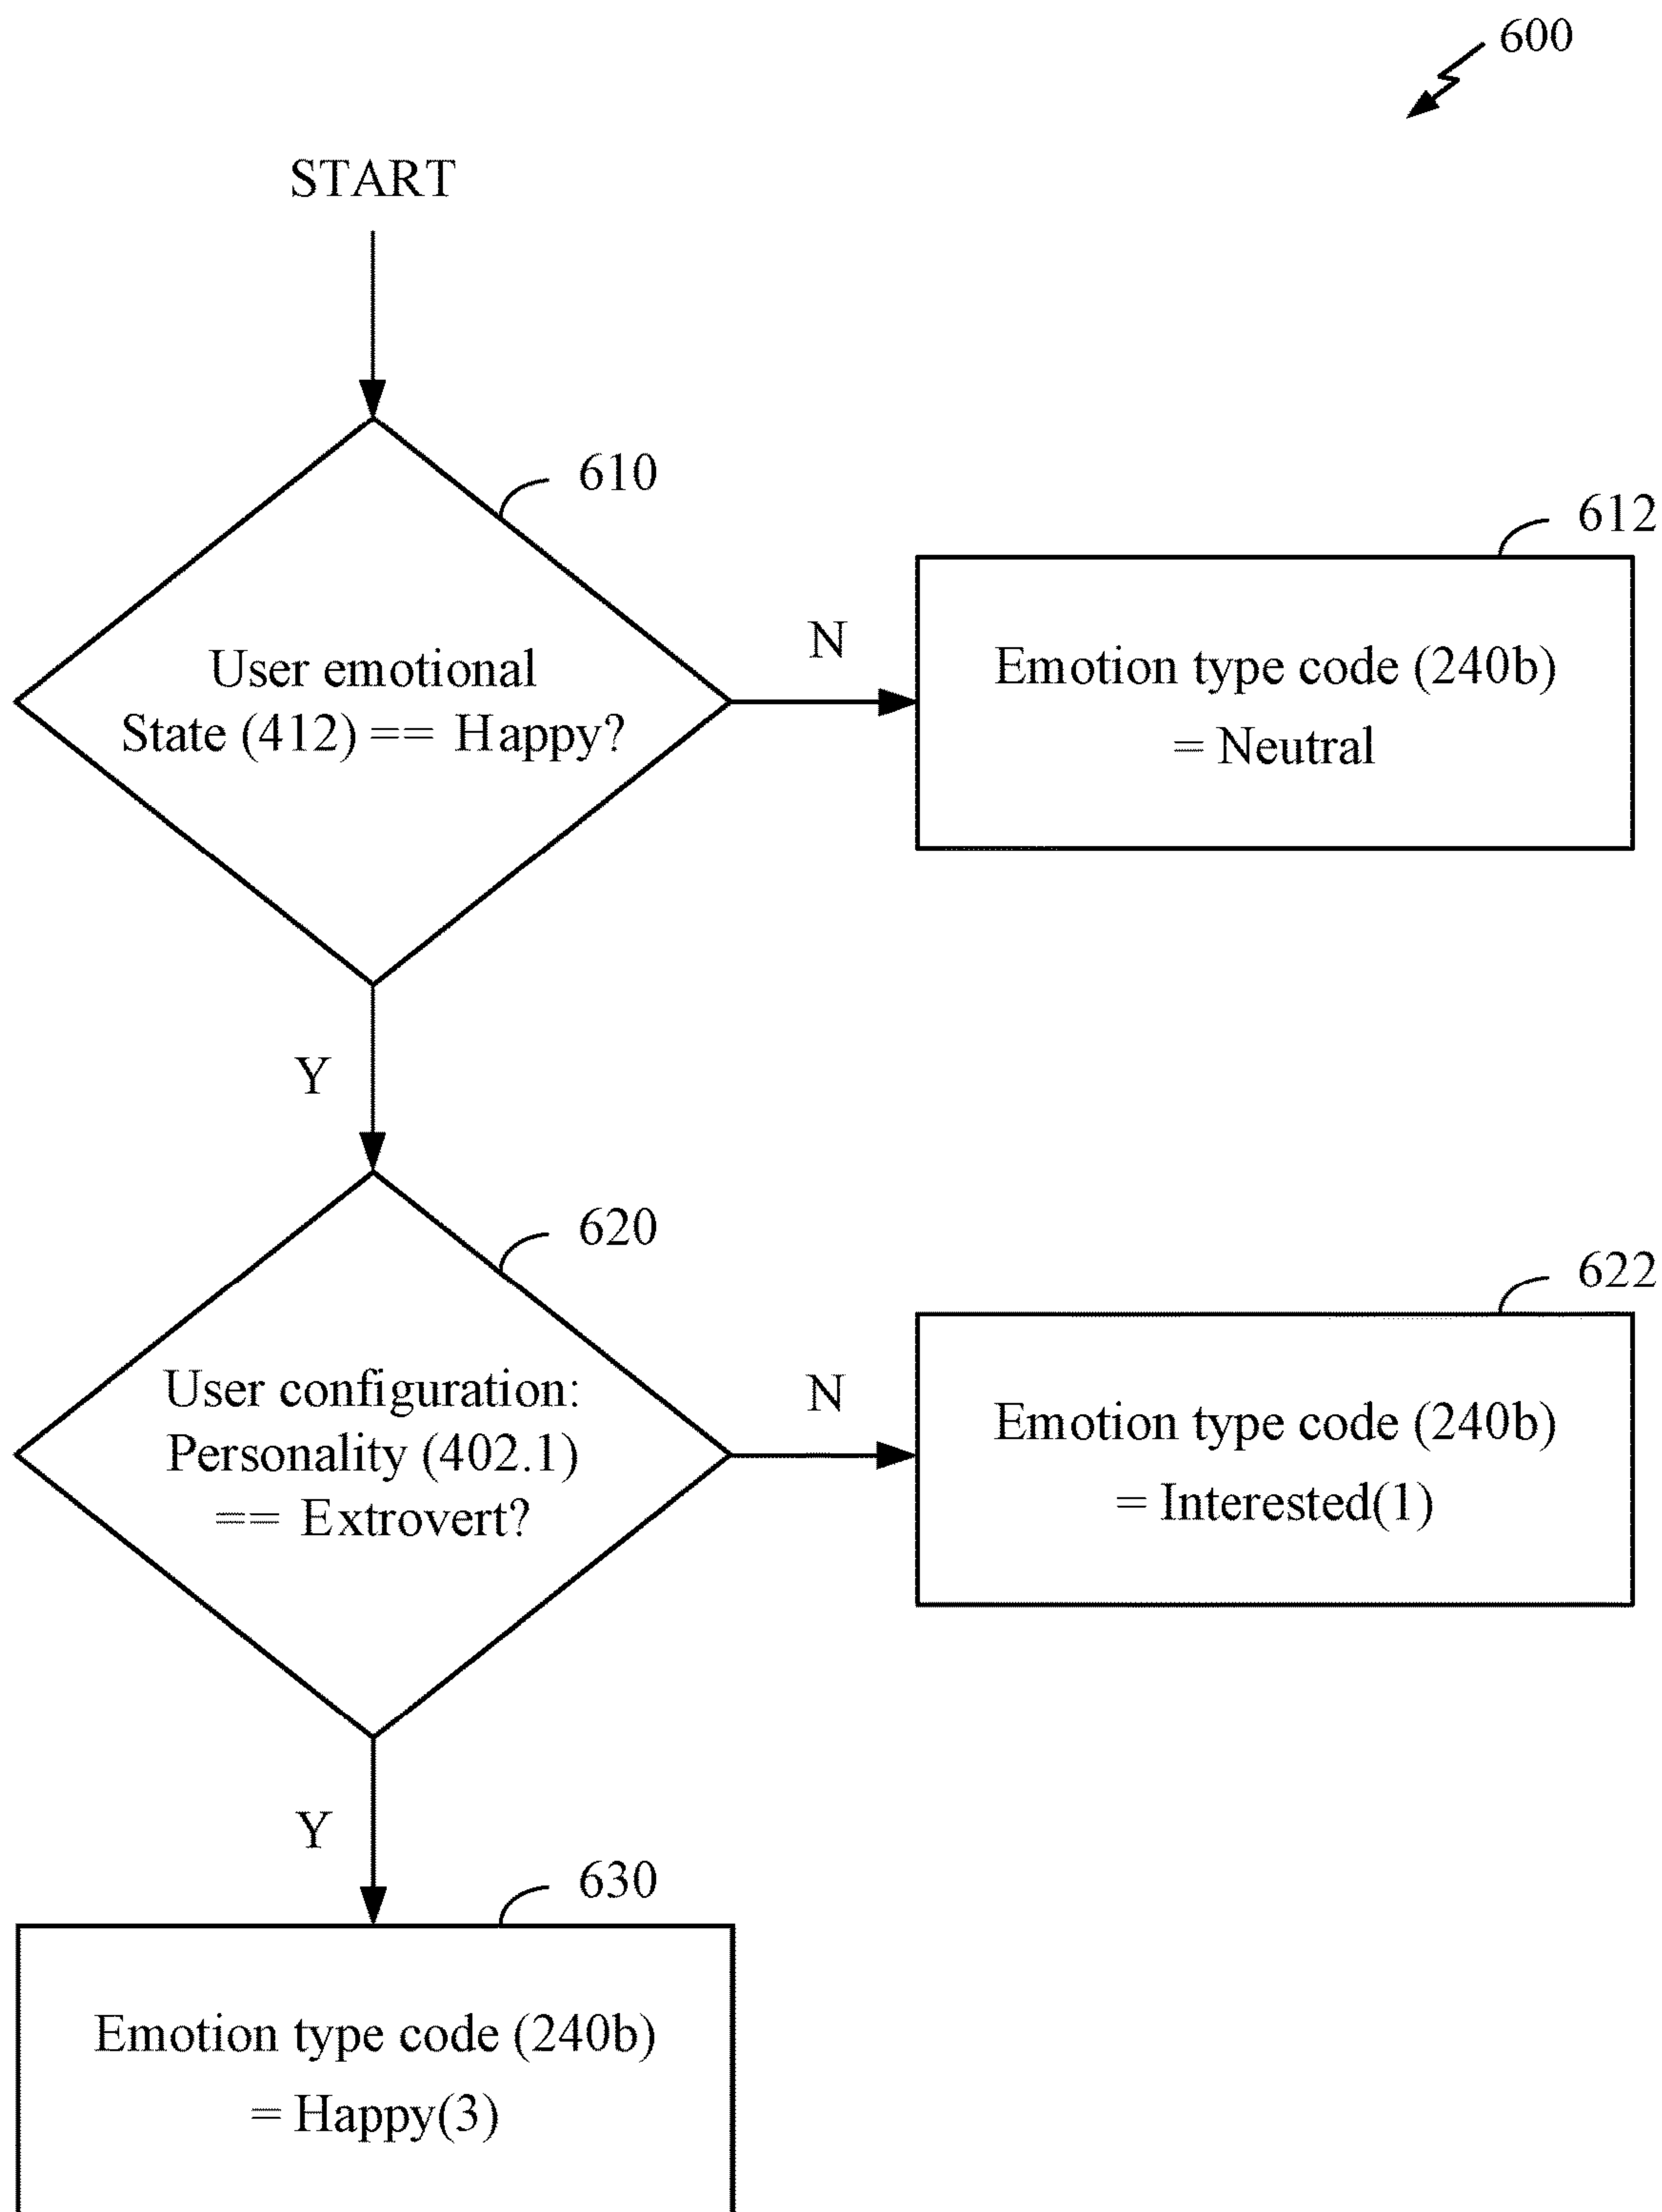 600
START
610
User emotional
State (412) == Happy?
N
612
Emotion type code (240b)
= Neutral
Y
620
User configuration:
Personality (402.1)
== Extrovert?
N
622
Emotion type code (240b)
= Interested(1)
Y
630
Emotion type code (240b)
= Happy(3)